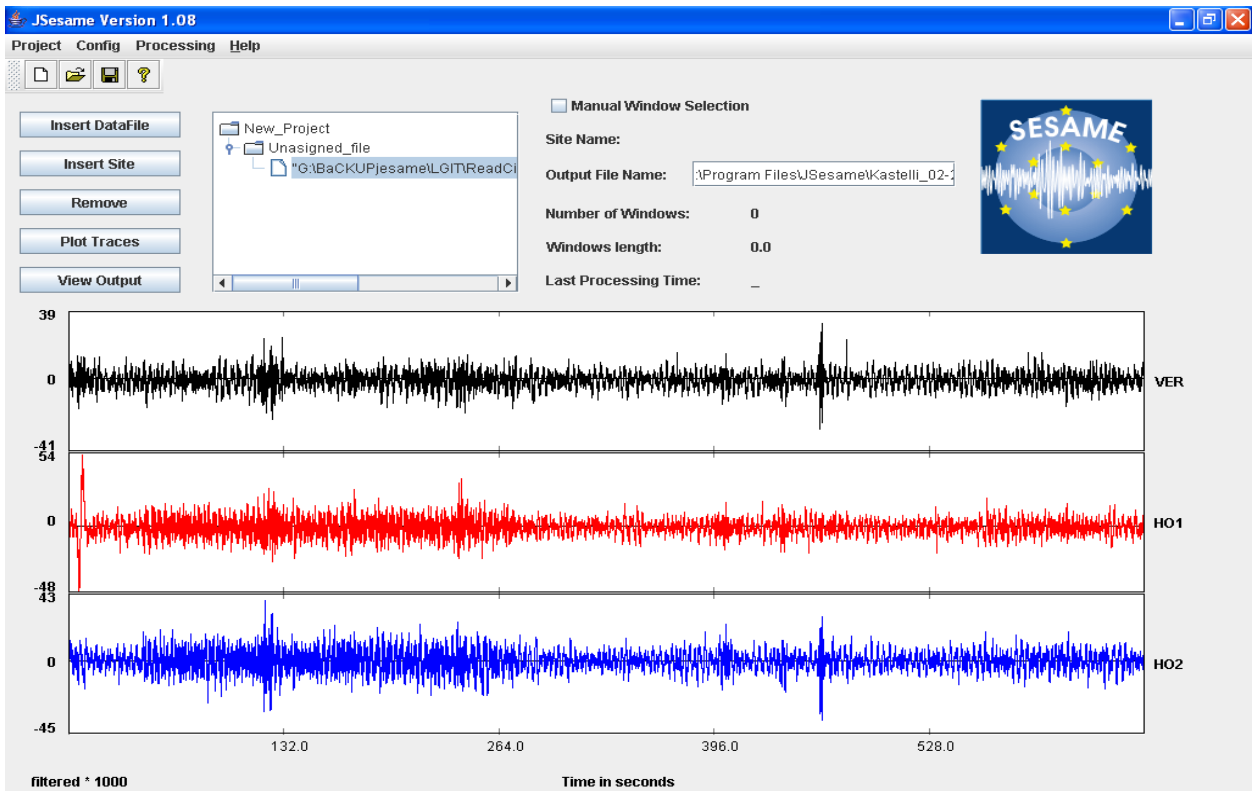 JSesame Version 1.08
Project Config Processing Help
Insert DataFile
Insert Site
Remove
Plot Traces
View Output
New_Project
Unasigned_file
"G:\BaCKUPjesame\LGIT\ReadCi
Manual Window Selection
Site Name:
Output File Name: :\Program Files\JSesame\Kastelli_02-2
Number of Windows: 0
Windows length: 0.0
Last Processing Time: _
SESAME
39
0
-41
VER
54
0
-48
HO1
43
0
-45
HO2
132.0 264.0 396.0 528.0
filtered * 1000 Time in seconds